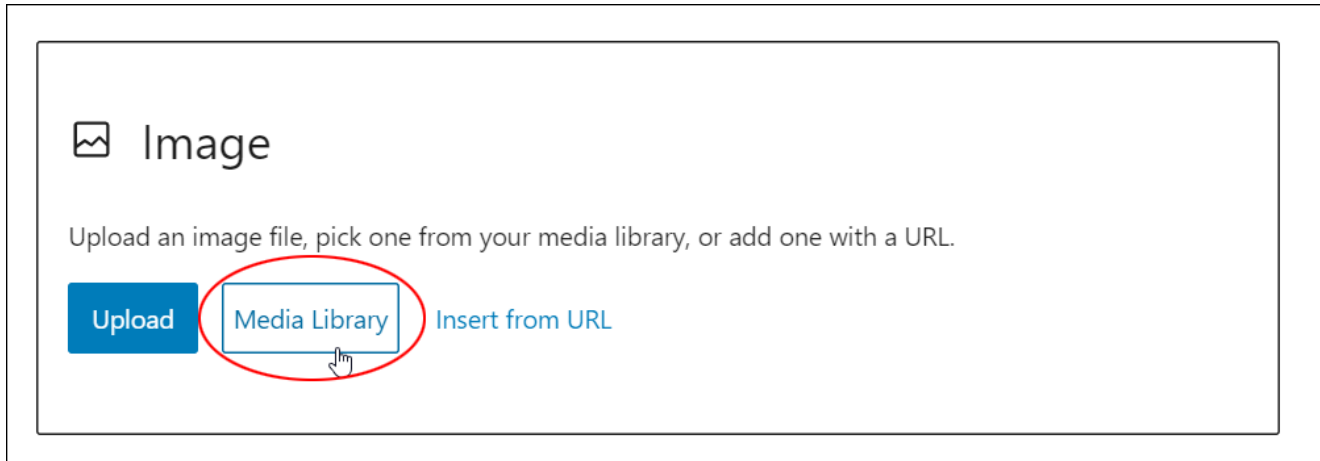 Image
Upload an image file, pick one from your media library, or add one with a URL.
Upload Media Library Insert from URL